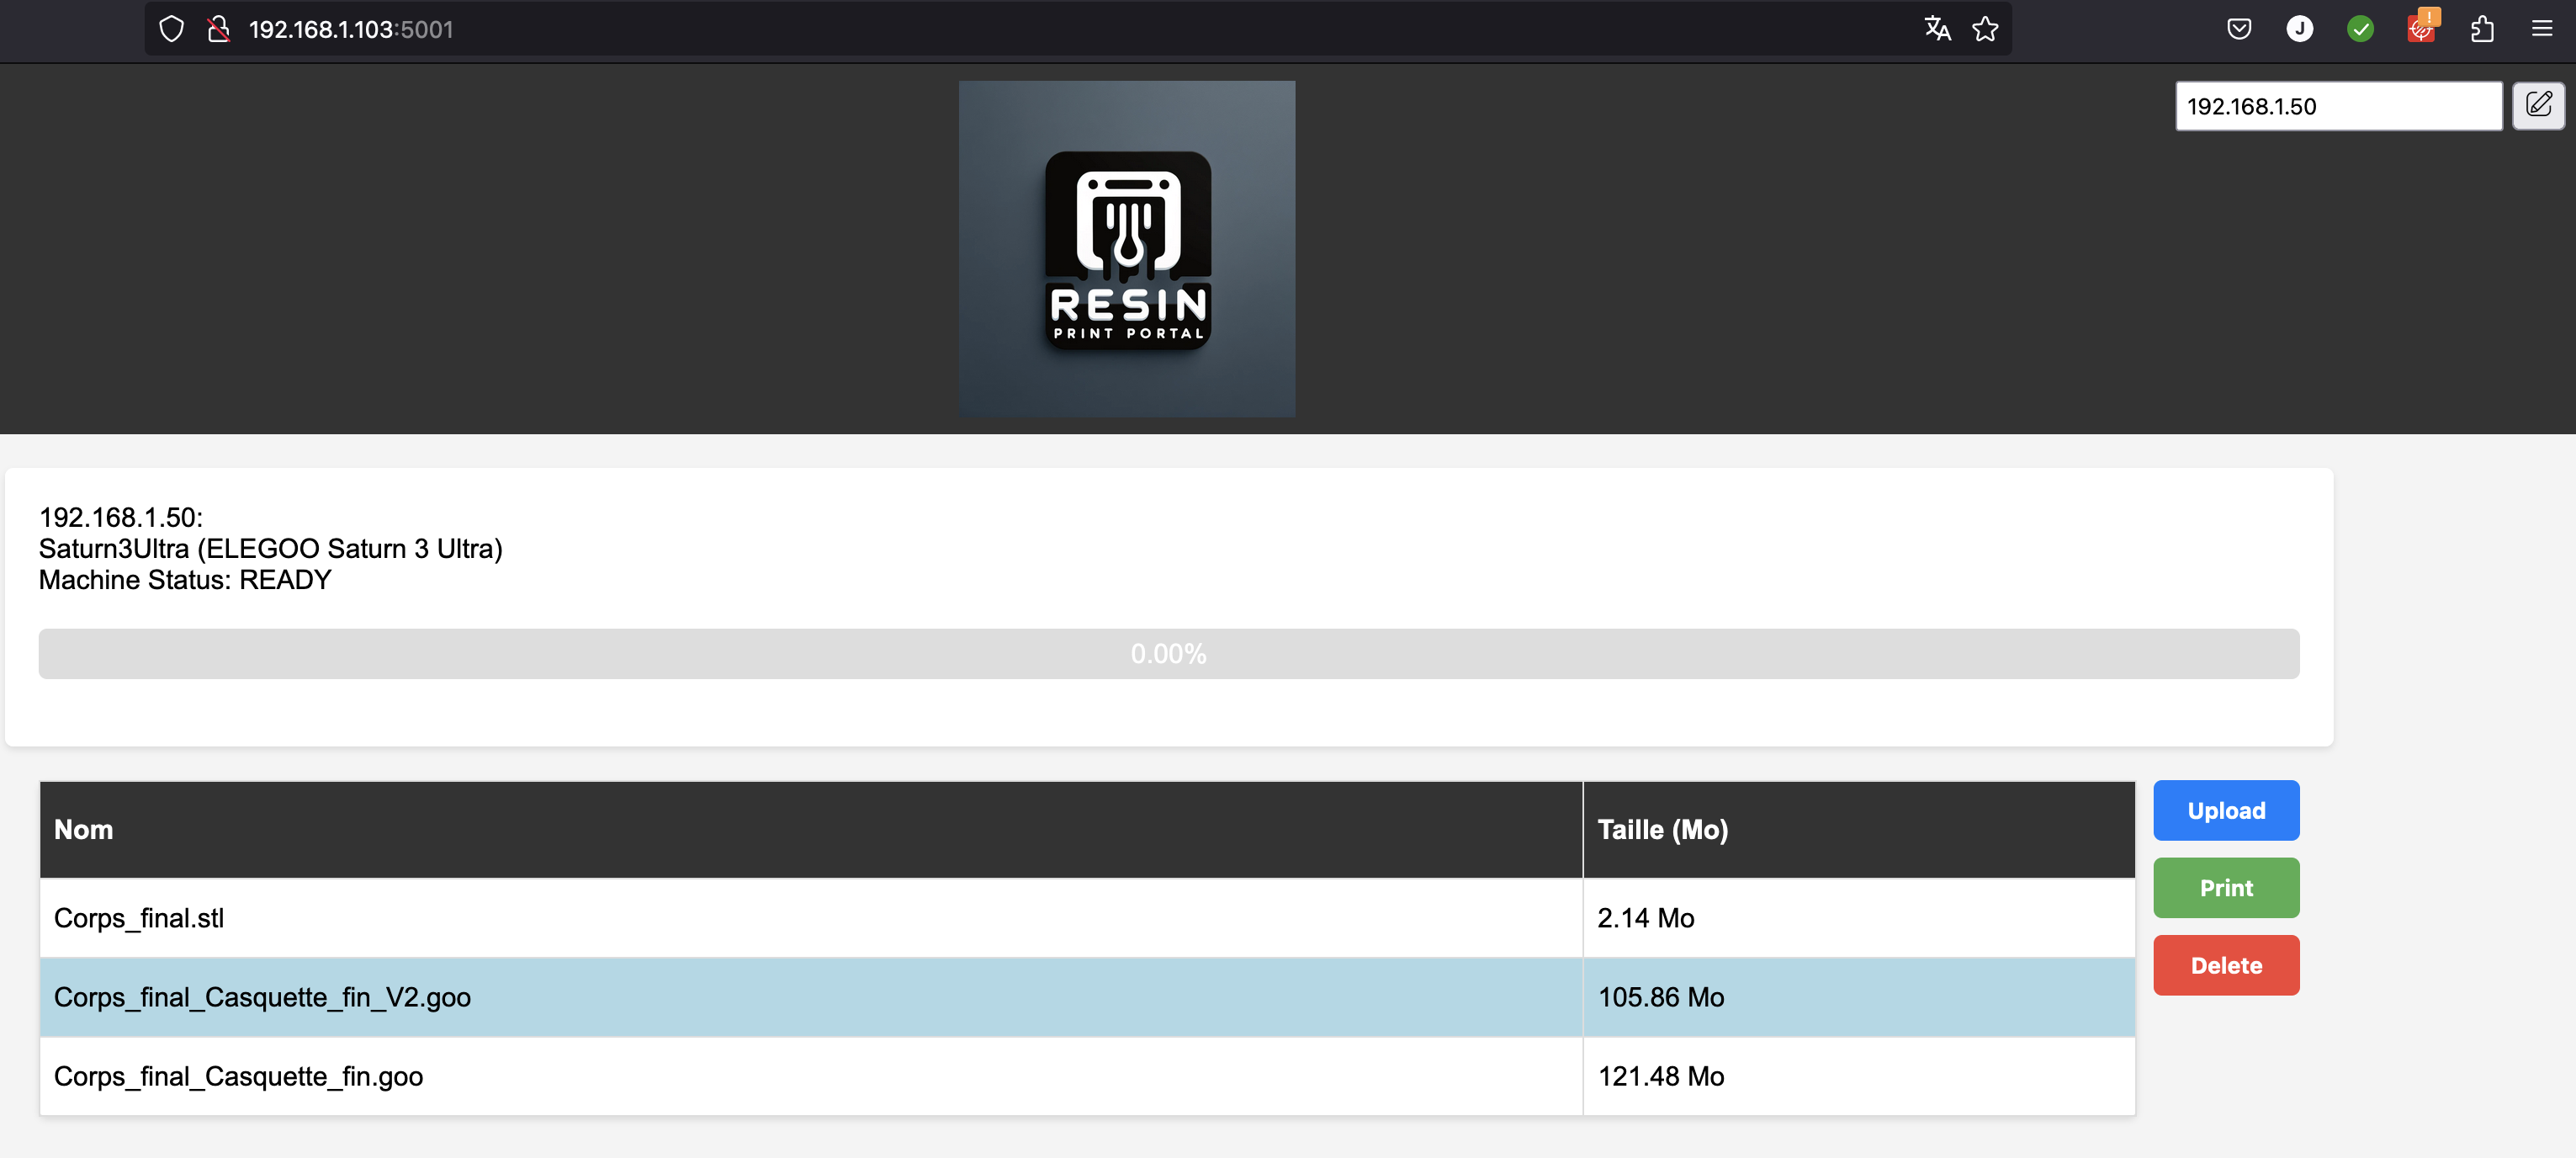 192.168.1.103:5001
J
!
192.168.1.50
RESIN
PRINT PORTAL
192.168.1.50:
Saturn3Ultra (ELEGOO Saturn 3 Ultra)
Machine Status: READY
0.00%
Nom Taille (Mo)
Corps_final.stl 2.14 Mo
Corps_final_Casquette_fin_V2.goo 105.86 Mo
Corps_final_Casquette_fin.goo 121.48 Mo
Upload
Print
Delete